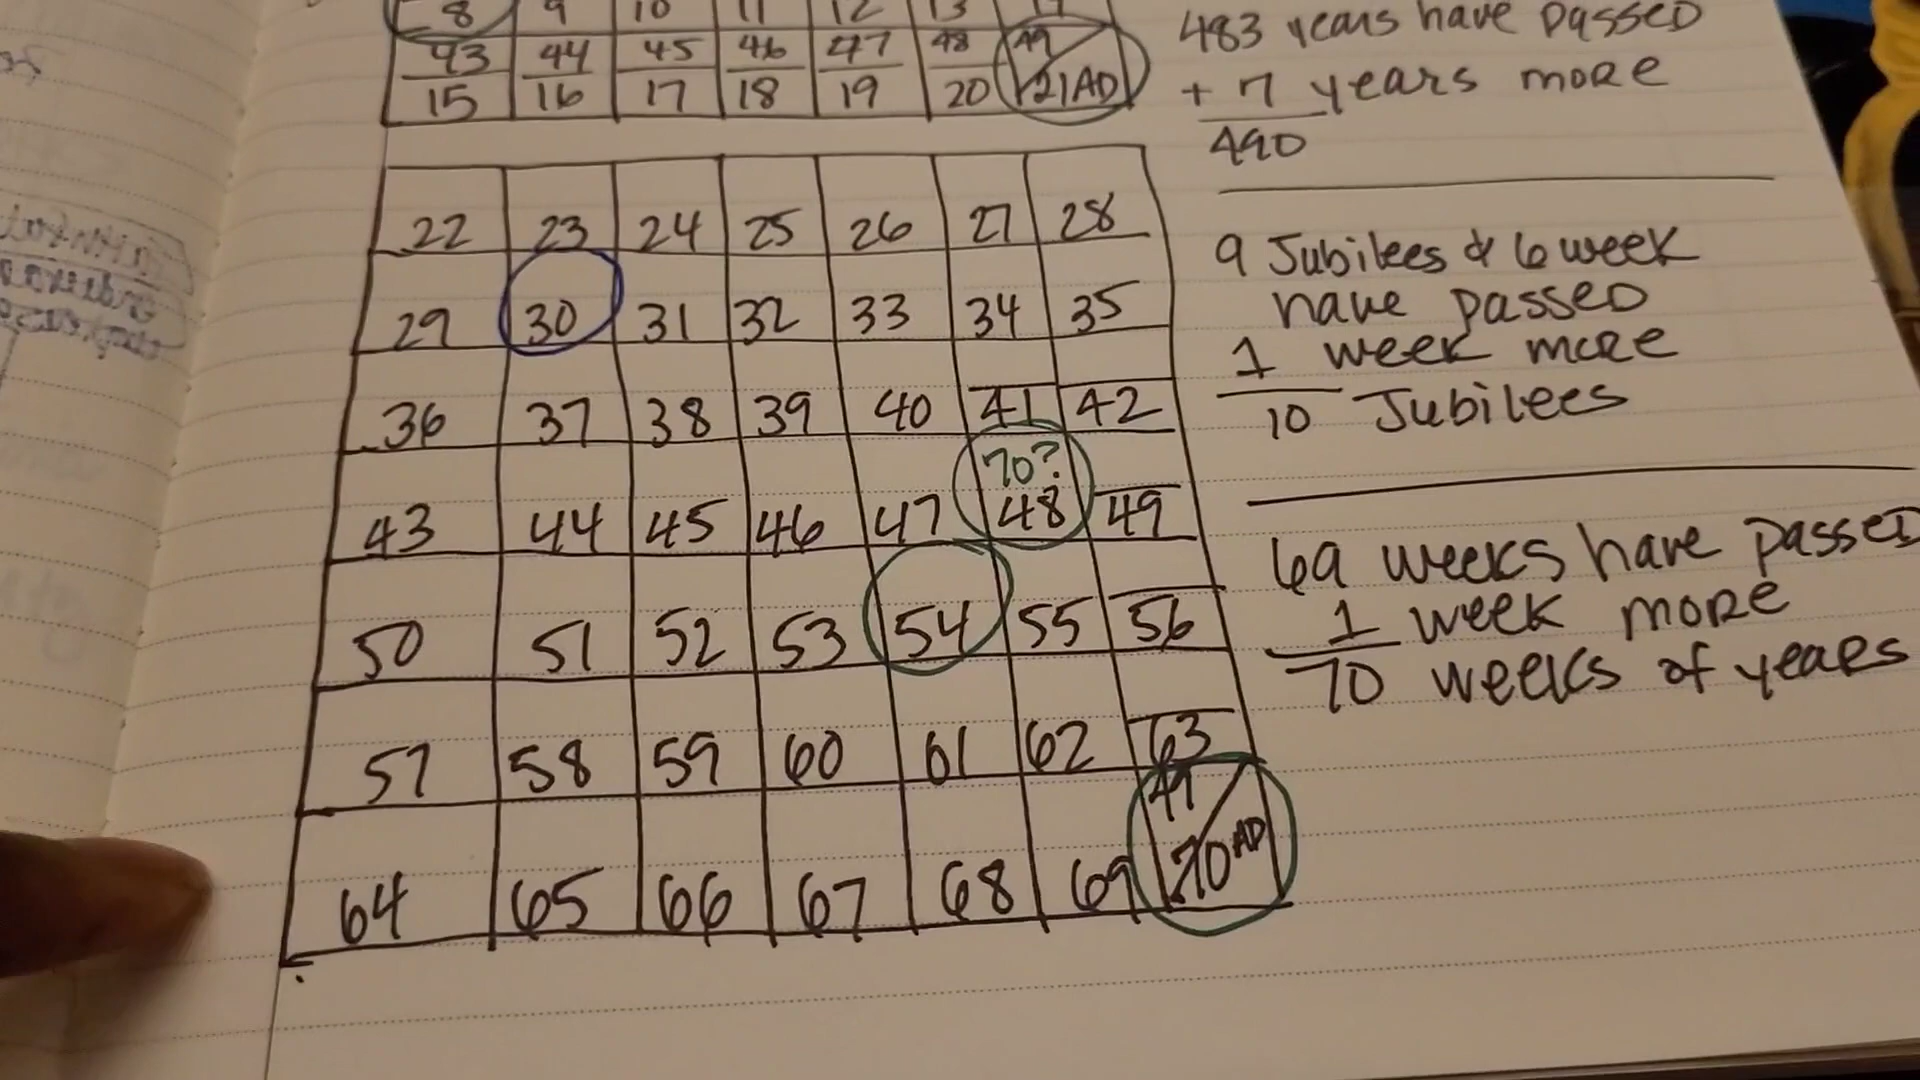 8 9 10 11 12 13
43 44 45 46 47 48 49
15 16 17 18 19 20 21AD
22 23 24 25 26 27 28
29 30 31 32 33 34 35
36 37 38 39 40 41 42
70?
43 44 45 46 47 48 49
50 51 52 53 54 55 56
57 58 59 60 61 62 63
49
64 65 66 67 68 69 70 AD
483 years have passed
+ 7 years more
490
9 Jubilees & 6 week
have passed
1 week more
10 Jubilees
69 weeks have passed
1 week more
70 weeks of years